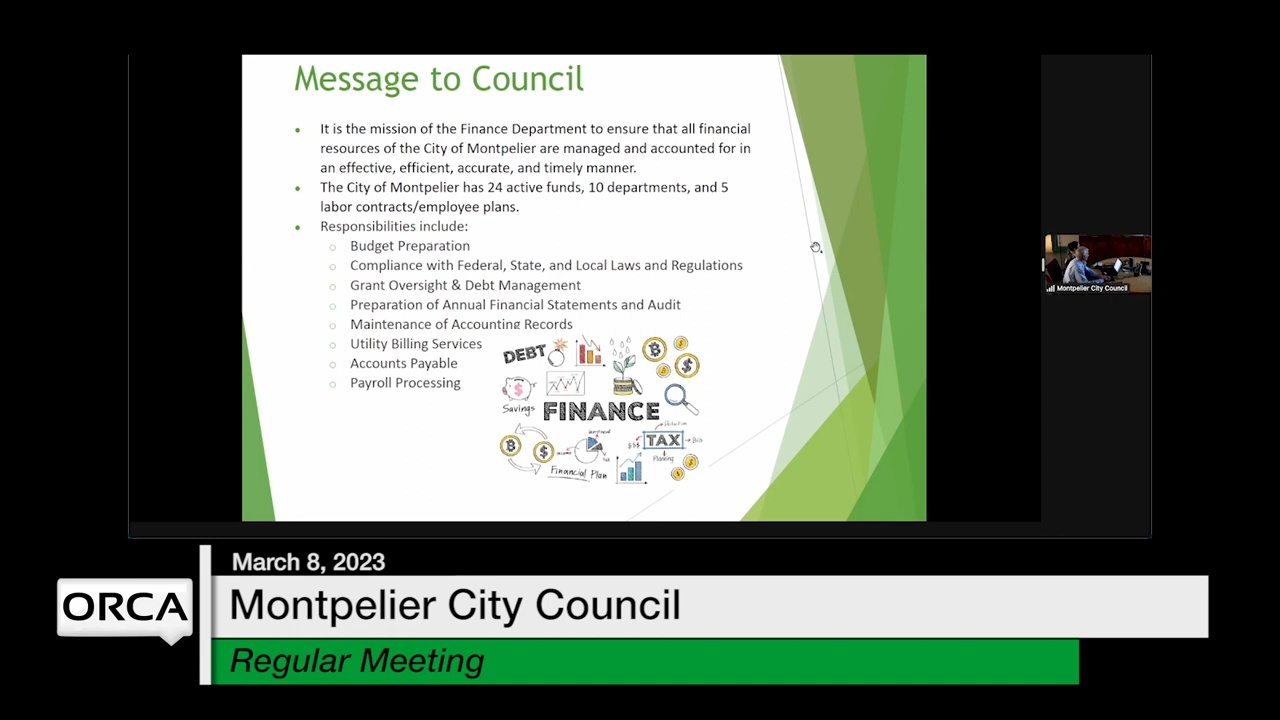 Message to Council
It is the mission of the Finance Department to ensure that all financial
resources of the City of Montpelier are managed and accounted for in
an effective, efficient, accurate, and timely manner.
The City of Montpelier has 24 active funds, 10 departments, and 5
labor contracts/employee plans.
Responsibilities include:
Budget Preparation
Compliance with Federal, State, and Local Laws and Regulations
Grant Oversight & Debt Management
Preparation of Annual Financial Statements and Audit
Maintenance of Accounting Records
Utility Billing Services
Accounts Payable
Payroll Processing
DEBT
Savings
FINANCE
$$$
TAX
Planning
Financial Plan
Montpelier City Council
March 8, 2023
ORCA
Montpelier City Council
Regular Meeting